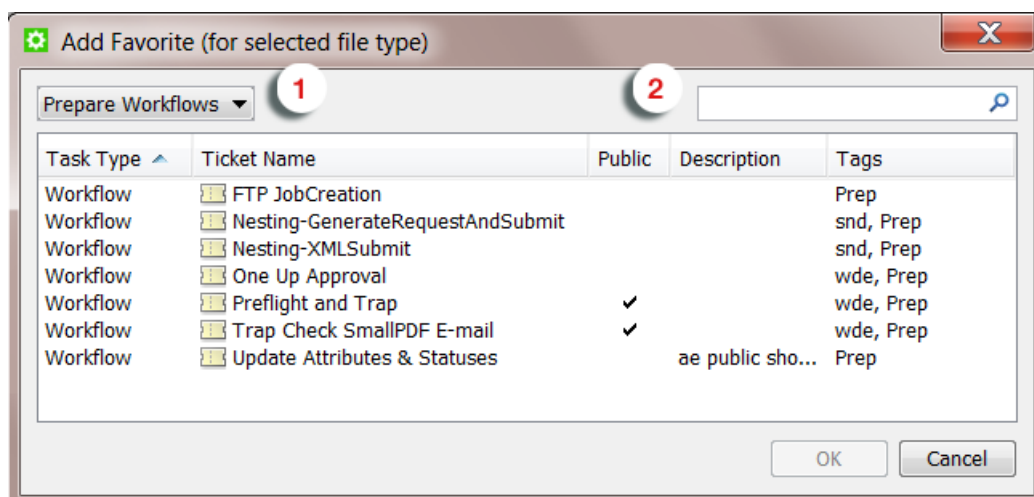 Add Favorite (for selected file type)
X
1
2
Prepare Workflows
Task Type Ticket Name Public Description Tags
Workflow FTP JobCreation Prep
Workflow Nesting-GenerateRequestAndSubmit snd, Prep
Workflow Nesting-XMLSubmit snd, Prep
Workflow One Up Approval wde, Prep
Workflow Preflight and Trap ✔ wde, Prep
Workflow Trap Check SmallPDF E-mail ✔ wde, Prep
Workflow Update Attributes & Statuses ae public sho... Prep
OK Cancel